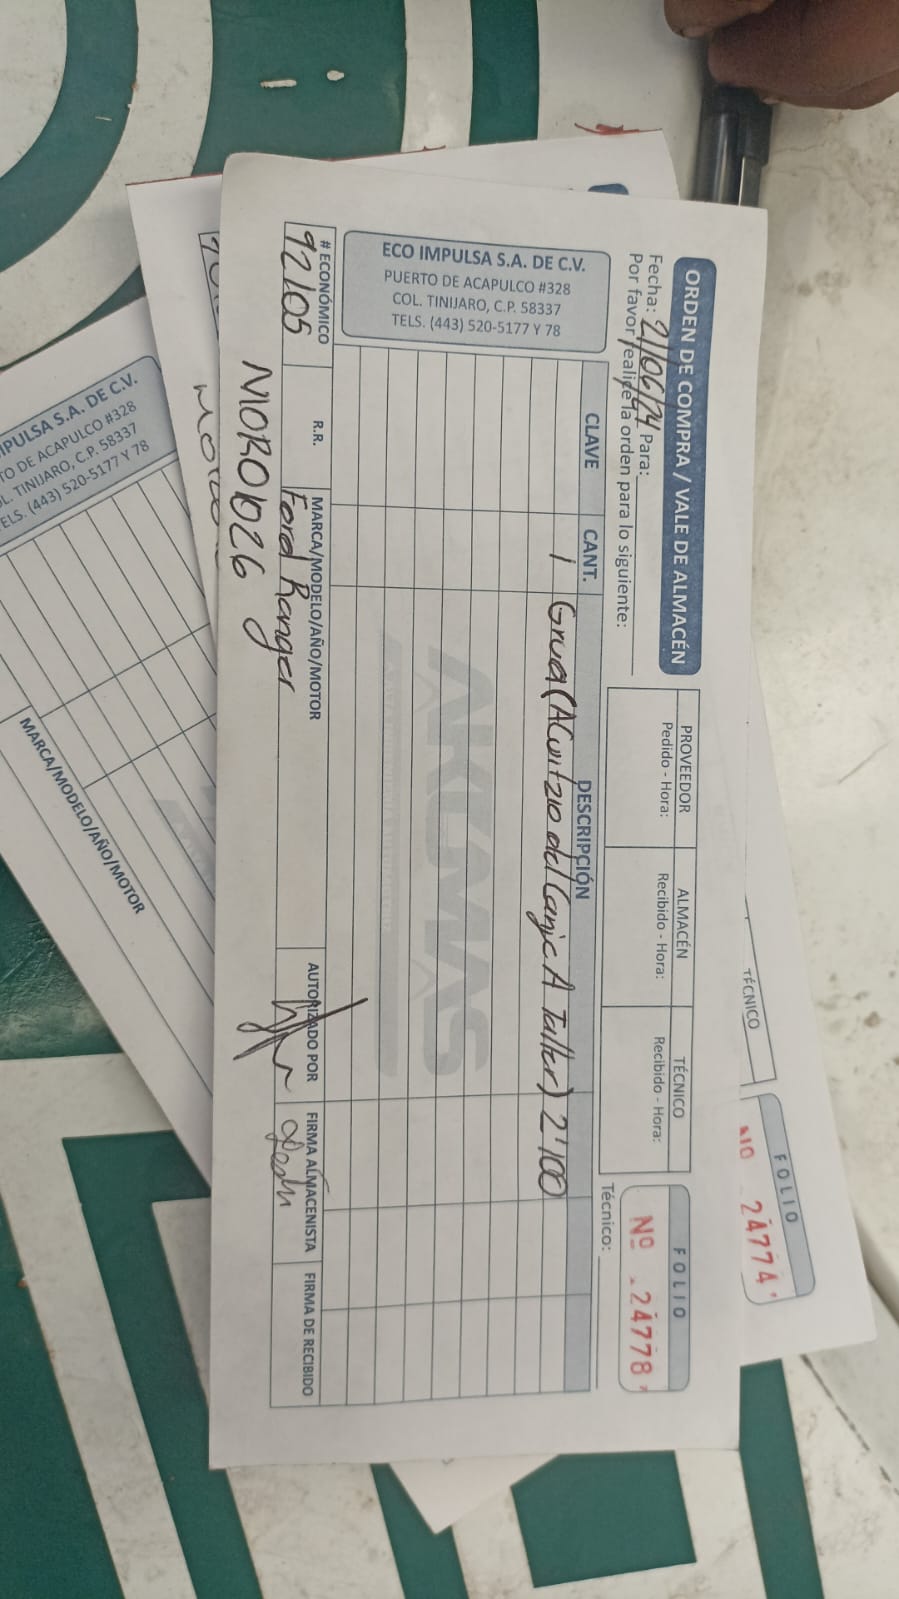 ORDEN DE COMPRA / VALE DE ALMACÉN
Fecha: 21/06/24 Para:
Por favor realice la orden para lo siguiente:
PROVEEDOR
Pedido - Hora:
ALMACÉN
Recibido - Hora:
TÉCNICO
Recibido - Hora:
FOLIO
Nº 24778
Técnico:
ECO IMPULSA S.A. DE C.V.
PUERTO DE ACAPULCO #328
COL. TINIJARO, C.P. 58337
TELS. (443) 520-5177 Y 78
CLAVE CANT. DESCRIPCIÓN
1 Grua (ACuitzio del Canje A Taller) 2'100
AKUMAS
# ECONÓMICO R.R. MARCA/MODELO/AÑO/MOTOR AUTORIZADO POR FIRMA ALMACENISTA FIRMA DE RECIBIDO
92105 Ford Ranger
MORO1026
TÉCNICO
FOLIO
Nº 24774
IMPULSA S.A. DE C.V.
TO DE ACAPULCO #328
L. TINIJARO, C.P. 58337
ELS. (443) 520-5177 Y 78
MARCA/MODELO/AÑO/MOTOR